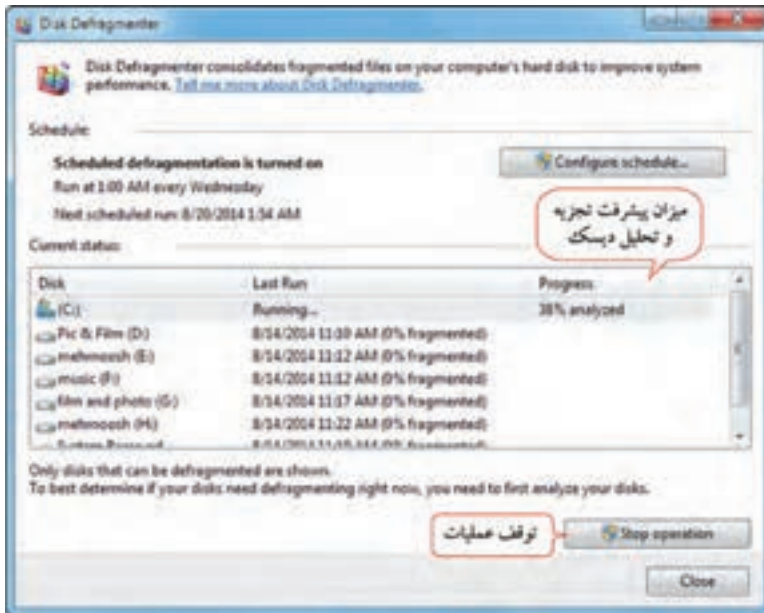 Disk Defragmenter
Disk Defragmenter consolidates fragmented files on your computer's hard disk to improve system
performance. Tell me more about Disk Defragmenter.
Schedule:
Scheduled defragmentation is turned on
Configure schedule...
Run at 1:00 AM every Wednesday
Next scheduled run: 8/20/2014 1:54 AM
میزان پیشرفت تجزیه
و تحلیل دیسک
Current status:
Disk Last Run Progress
(C:) Running... 38% analyzed
Pic & Film (D:) 8/14/2014 11:10 AM (0% fragmented)
mehrnoosh (E:) 8/14/2014 11:12 AM (0% fragmented)
music (F:) 8/14/2014 11:12 AM (0% fragmented)
film and photo (G:) 8/14/2014 11:17 AM (0% fragmented)
mehrnoosh (H:) 8/14/2014 11:22 AM (0% fragmented)
System Reserved
Only disks that can be defragmented are shown.
To best determine if your disks need defragmenting right now, you need to first analyze your disks.
توقف عملیات
Stop operation
Close